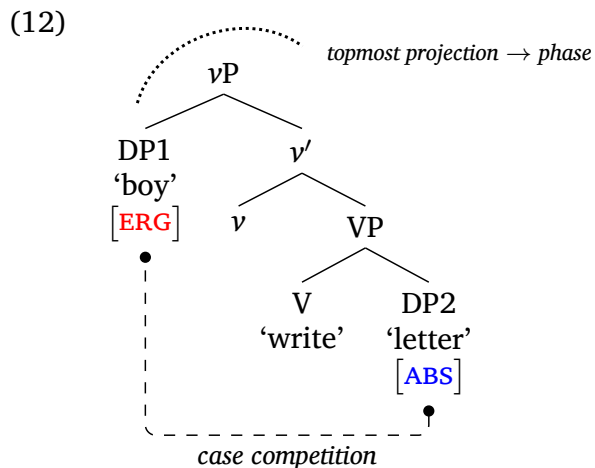 (12)
topmost projection → phase
vP
DP1
‘boy’
[ERG]
v′
v
VP
V
‘write’
DP2
‘letter’
[ABS]
case competition